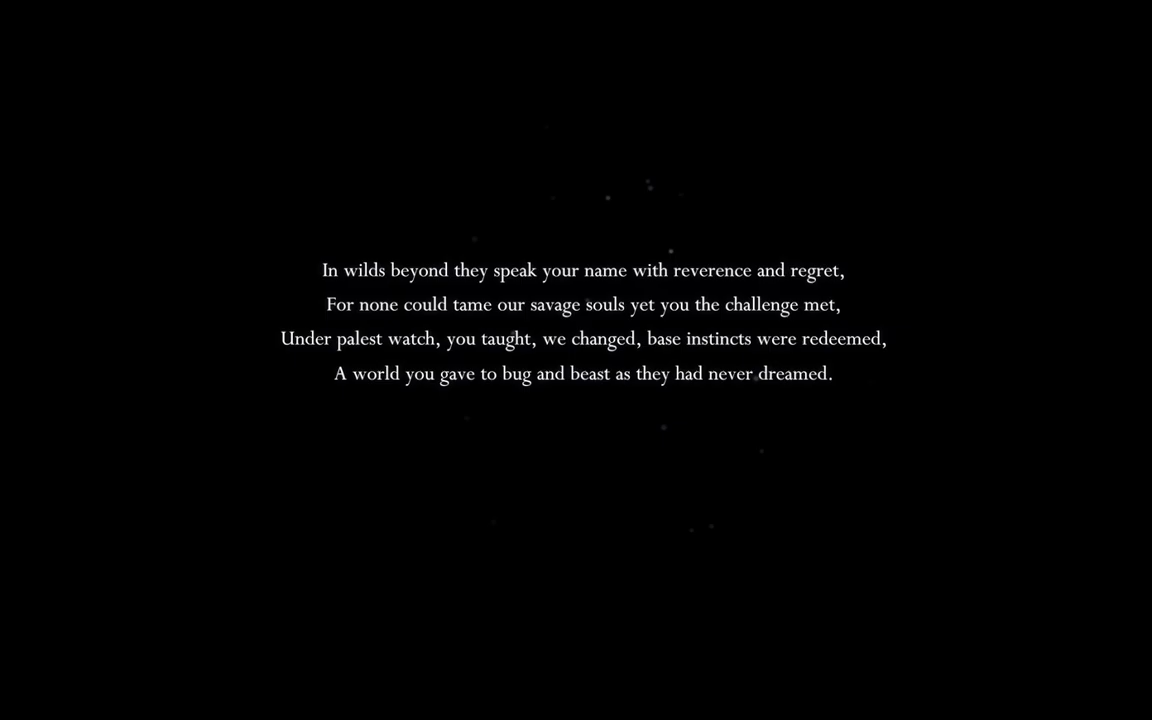 In wilds beyond they speak your name with reverence and regret,
For none could tame our savage souls yet you the challenge met,
Under palest watch, you taught, we changed, base instincts were redeemed,
A world you gave to bug and beast as they had never dreamed.